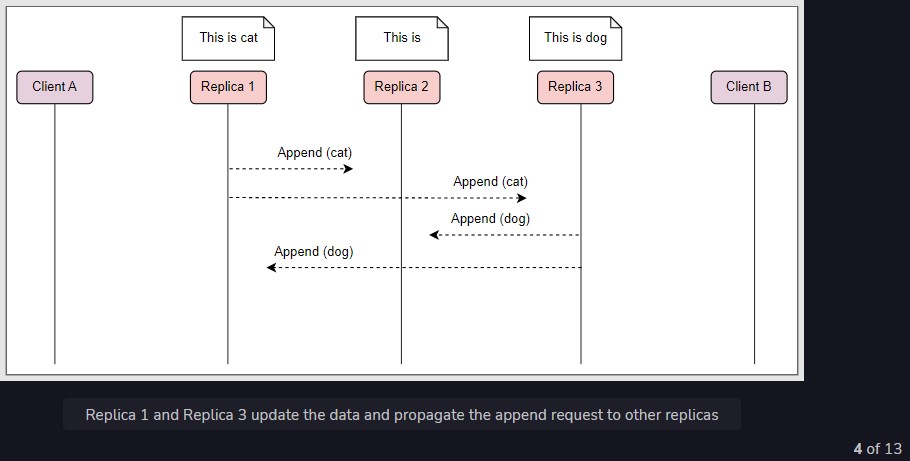 This is cat
This is
This is dog
Client A
Replica 1
Replica 2
Replica 3
Client B
Append (cat)
Append (cat)
Append (dog)
Append (dog)
Replica 1 and Replica 3 update the data and propagate the append request to other replicas
4 of 13